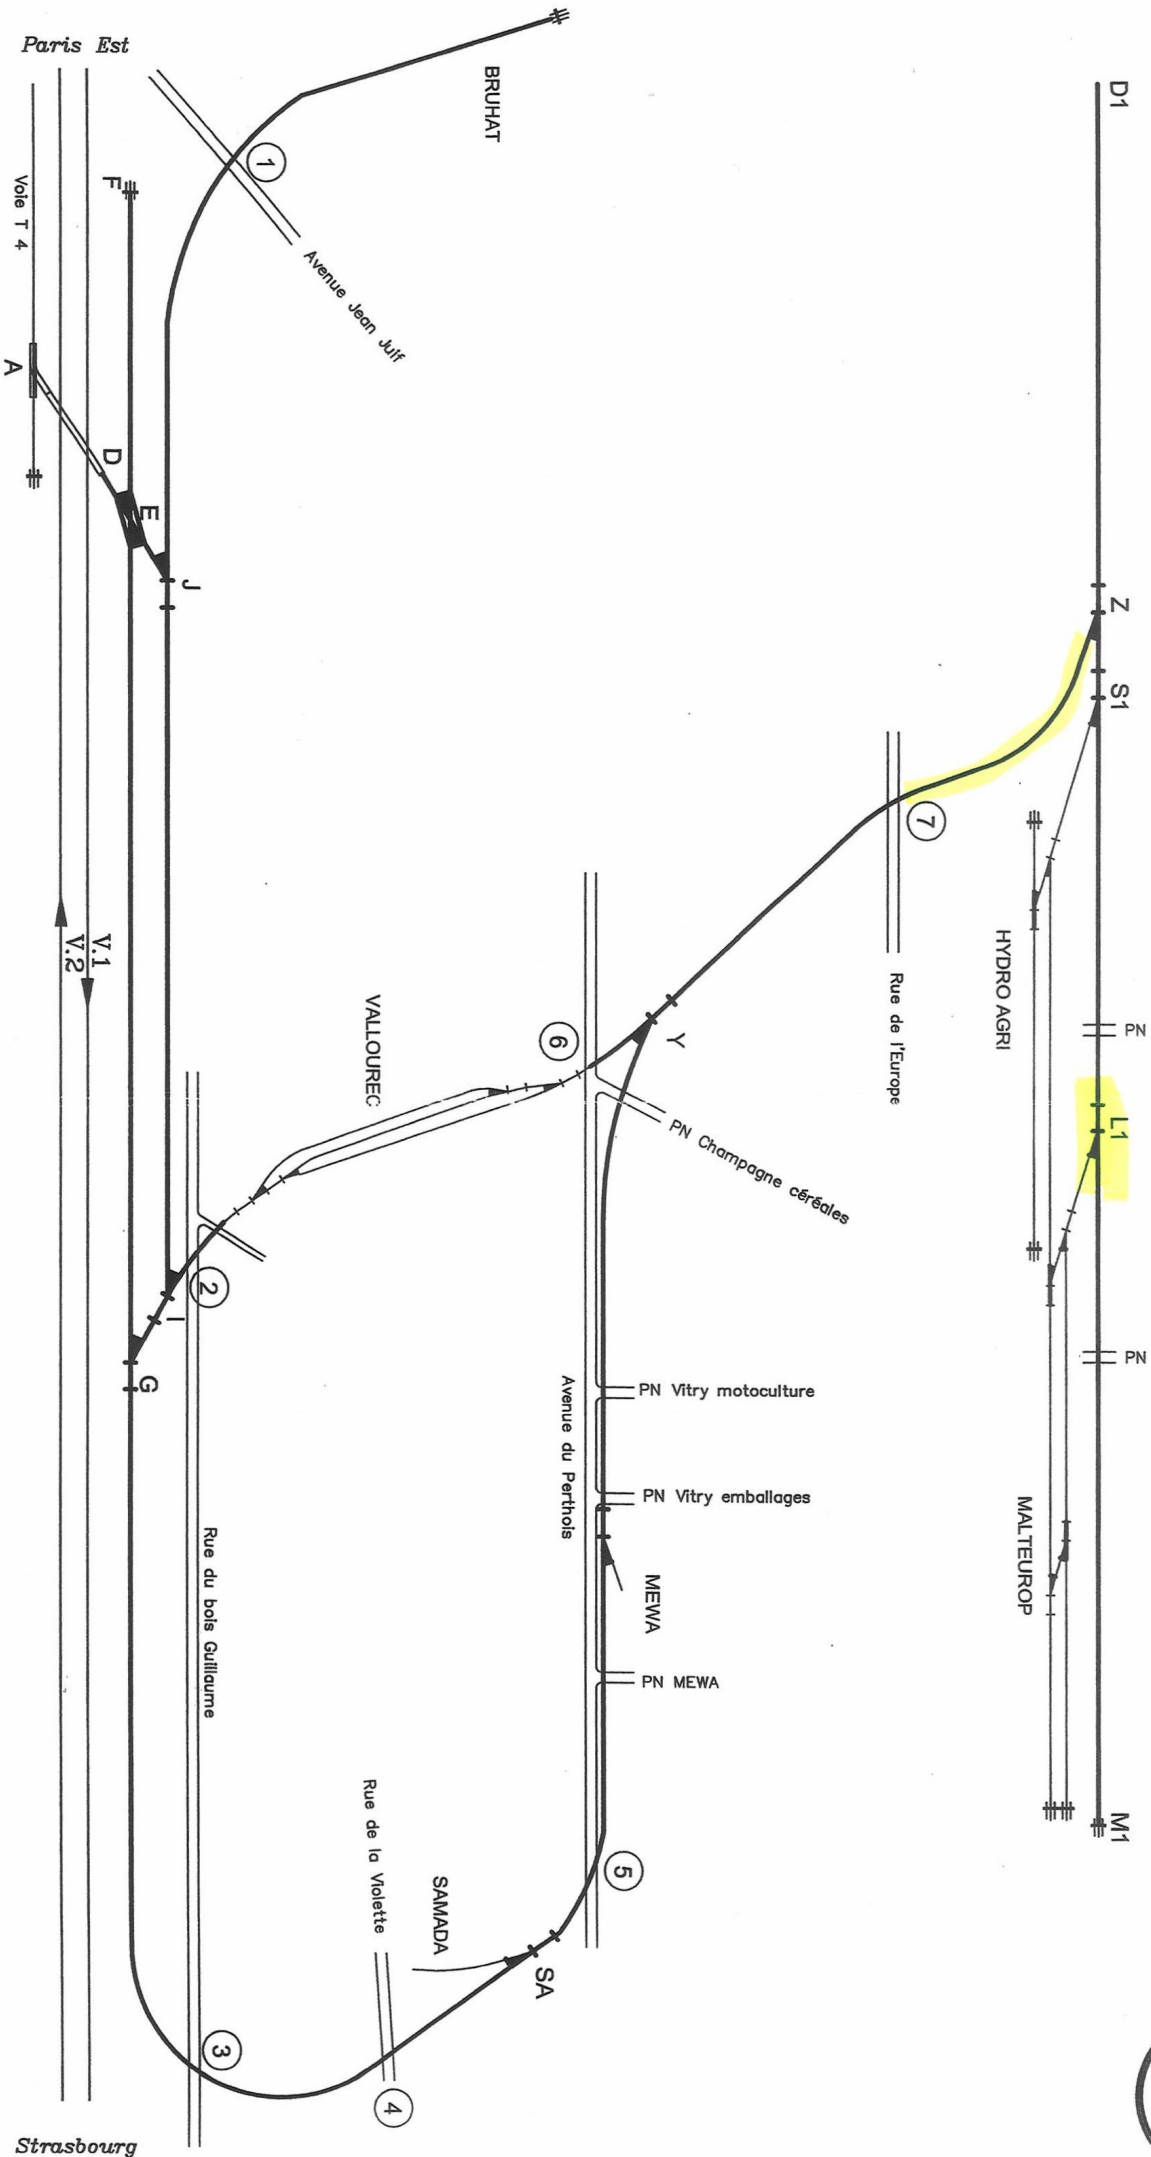 Paris Est
BRUHAT
D1
1
F
Voie T 4
Avenue Jean Juif
A
D
E
J
Z
S1
7
HYDRO AGRI
V.1
V.2
VALLOUREC
6
Y
Rue de l'Europe
PN
L1
PN Champagne céréales
2
I
G
PN
Avenue du Perthois
PN Vitry motoculture
PN Vitry emballages
MEWA
MALTEUROP
Rue du bois Guillaume
PN MEWA
Rue de la Violette
SAMADA
5
M1
SA
3
4
Strasbourg